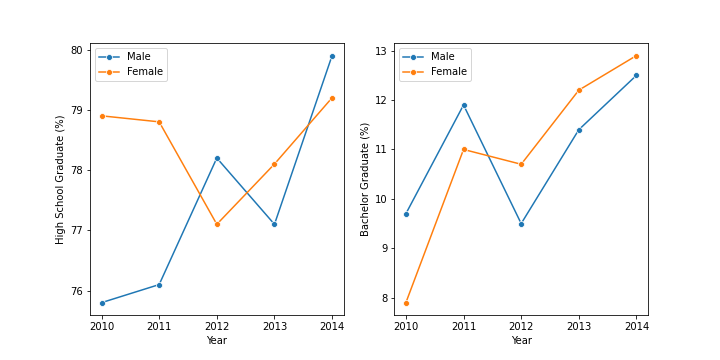 Male
Female
80
79
78
77
76
High School Graduate (%)
2010 2011 2012 2013 2014
Year
Male
Female
13
12
11
10
9
8
Bachelor Graduate (%)
2010 2011 2012 2013 2014
Year